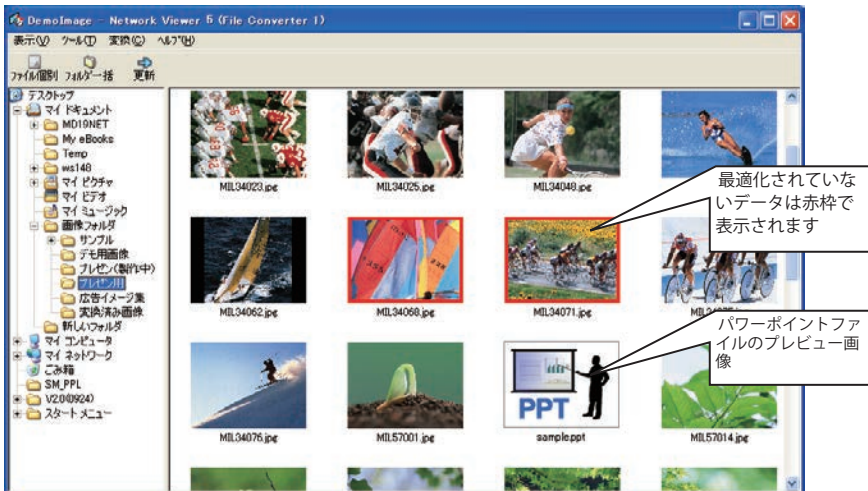 DemoImage - Network Viewer 5 (File Converter 1)
表示(V) ツール(T) 変換(C) ヘルプ(H)
ファイル個別 フォルダ一括 更新
デスクトップ
マイ ドキュメント
MD19NET
My eBooks
Temp
ws148
マイ ピクチャ
マイ ビデオ
マイ ミュージック
画像フォルダ
サンプル
デモ用画像
プレゼン(製作中)
プレゼン用
広告イメージ集
変換済み画像
新しいフォルダ
マイ コンピュータ
マイ ネットワーク
ごみ箱
SM_PPL
V2.0(0924)
スタート メニュー
MIL34023.jpg
MIL34025.jpg
MIL34048.jpg
最適化されていな
いデータは赤枠で
表示されます
MIL34062.jpg
MIL34068.jpg
MIL34071.jpg
パワーポイントファ
イルのプレビュー画
像
PPT
MIL34076.jpg
MIL57001.jpg
sample.ppt
MIL57014.jpg